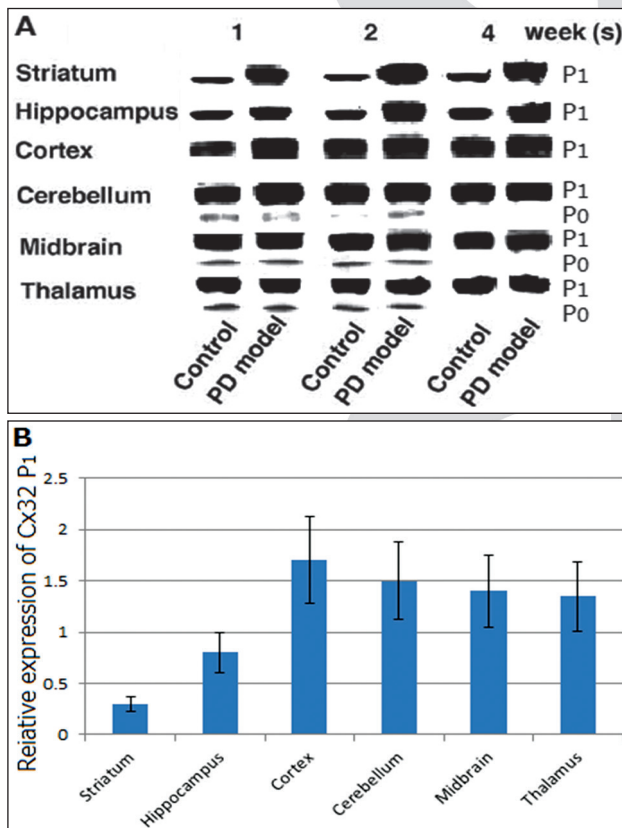 A
1 2 4 week (s)
Striatum P1
Hippocampus P1
Cortex P1
Cerebellum P1
P0
Midbrain P1
P0
Thalamus P1
P0
Control PD model Control PD model Control PD model
B
Relative expression of Cx32 P1
2.5
2
1.5
1
0.5
0
Striatum Hippocampus Cortex Cerebellum Midbrain Thalamus